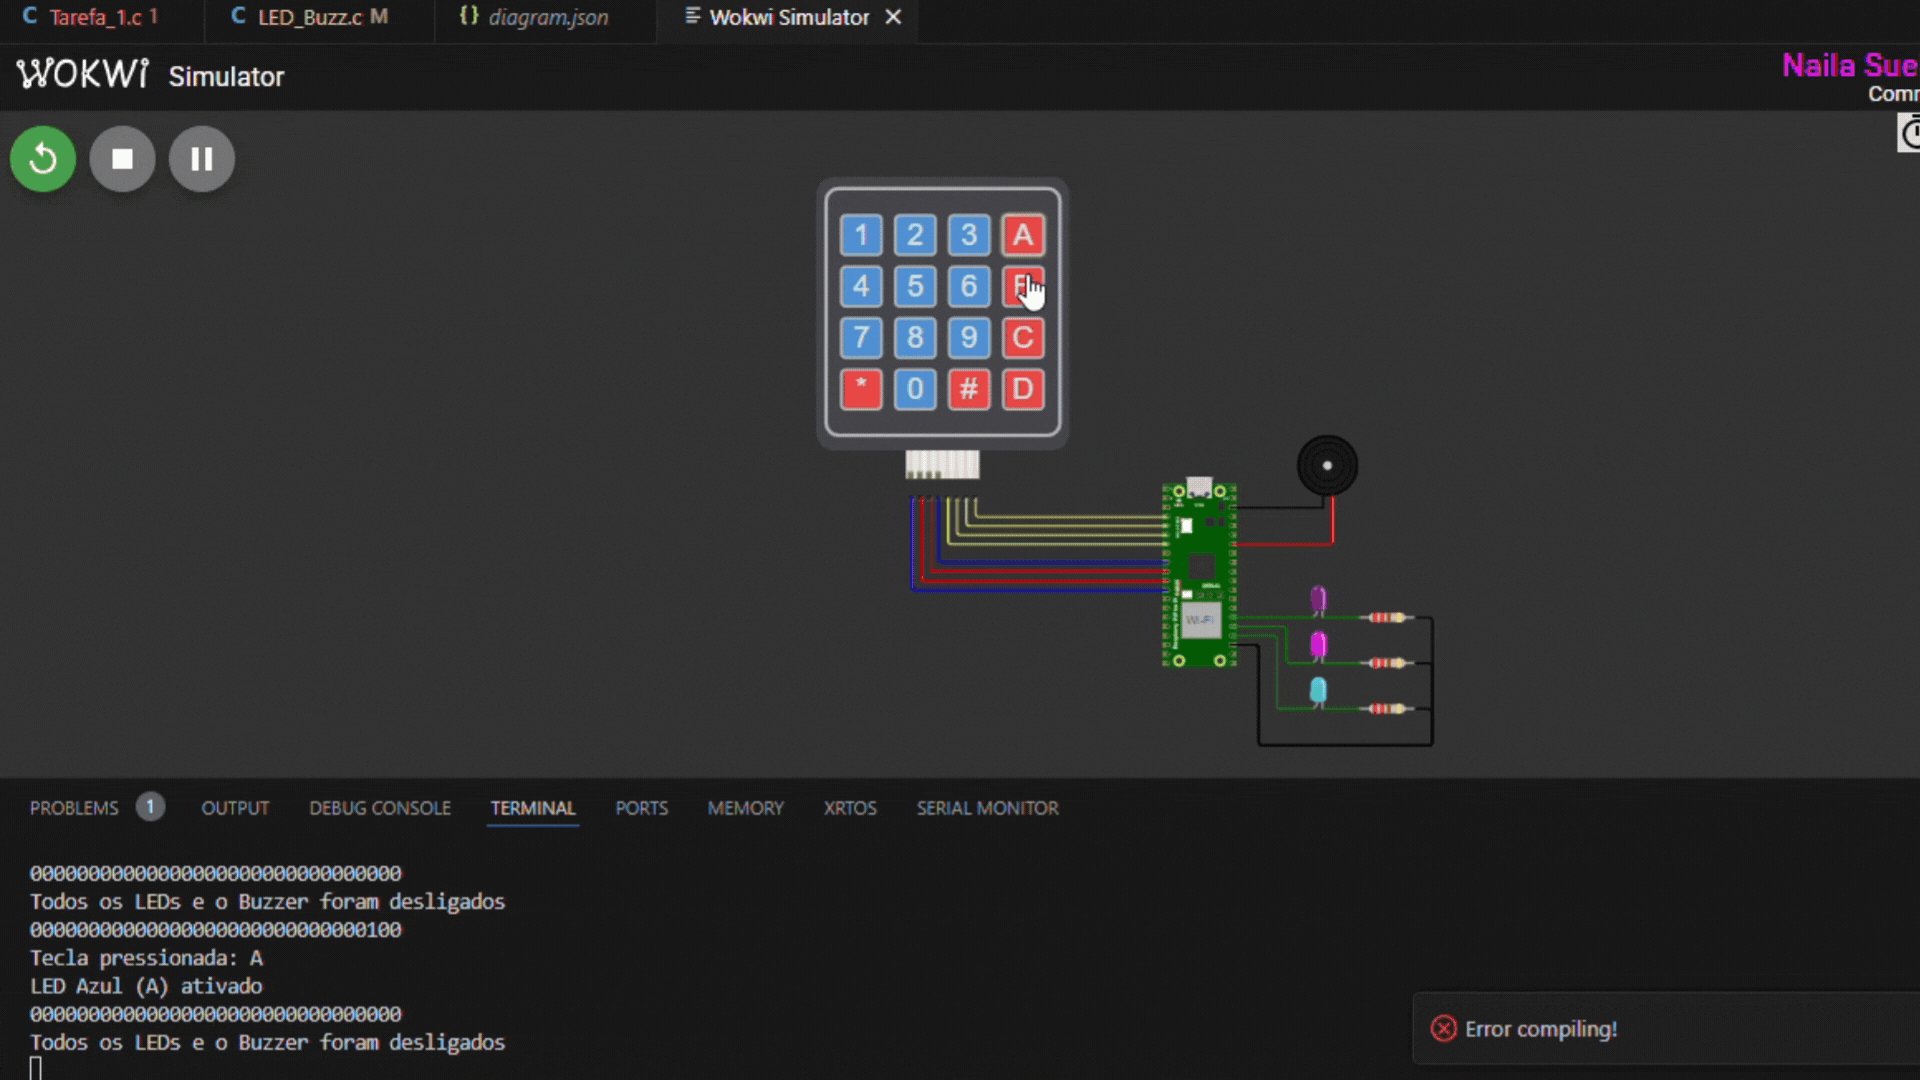 Tarefa_1.c 1
LED_Buzz.c M
{} diagram.json
Wokwi Simulator
WOKWI Simulator
Naila Sue
Comm
1 2 3 A
4 5 6
7 8 9 C
* 0 # D
Wi-Fi
PROBLEMS 1 OUTPUT DEBUG CONSOLE TERMINAL PORTS MEMORY XRTOS SERIAL MONITOR
00000000000000000000000000000000
Todos os LEDs e o Buzzer foram desligados
00000000000000000000000000000100
Tecla pressionada: A
LED Azul (A) ativado
00000000000000000000000000000000
Todos os LEDs e o Buzzer foram desligados
Error compiling!